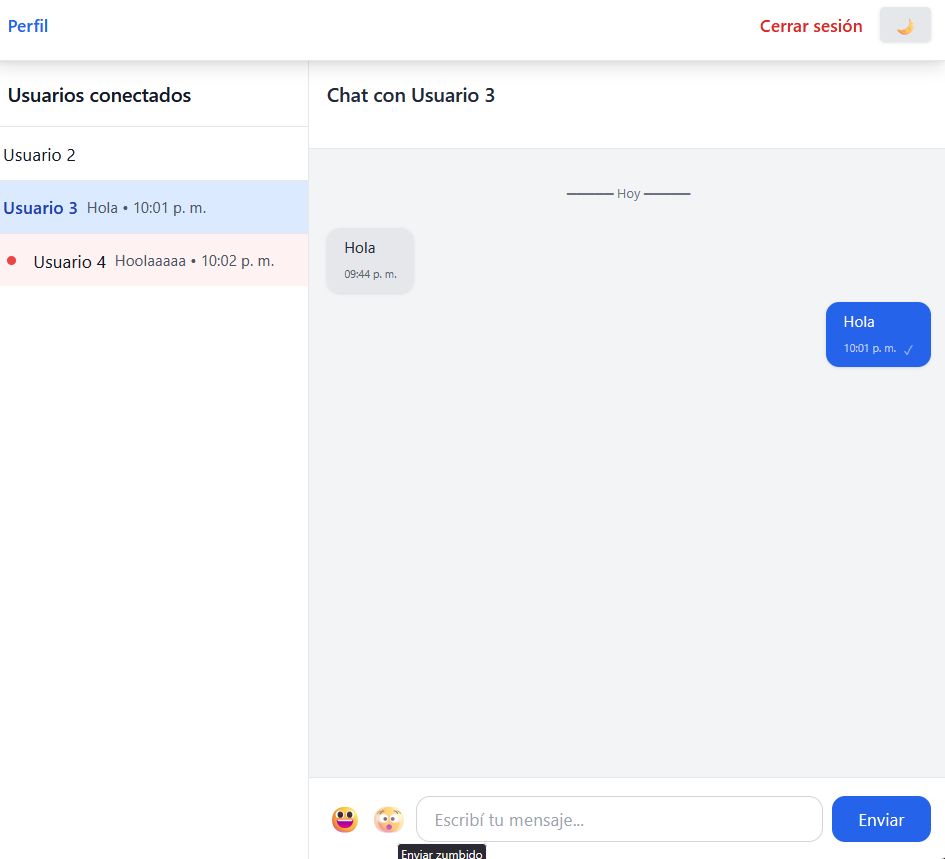 Perfil
Cerrar sesión
Usuarios conectados
Chat con Usuario 3
Usuario 2
Usuario 3 Hola • 10:01 p. m.
Usuario 4 Hoolaaaaa • 10:02 p. m.
——— Hoy ———
Hola
09:44 p. m.
Hola
10:01 p. m. ✓
Escribí tu mensaje...
Enviar
Enviar zumbido